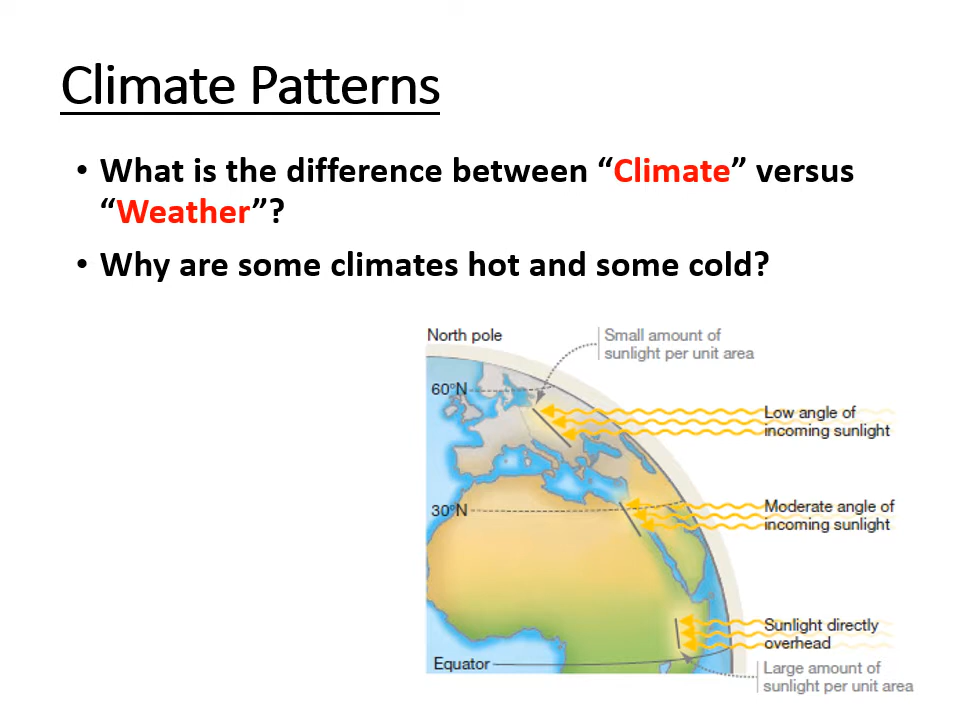 Climate Patterns
• What is the difference between “Climate” versus
“Weather”?
• Why are some climates hot and some cold?
North pole
Small amount of
sunlight per unit area
60°N
Low angle of
incoming sunlight
30°N
Moderate angle of
incoming sunlight
Sunlight directly
overhead
Equator
Large amount of
sunlight per unit area